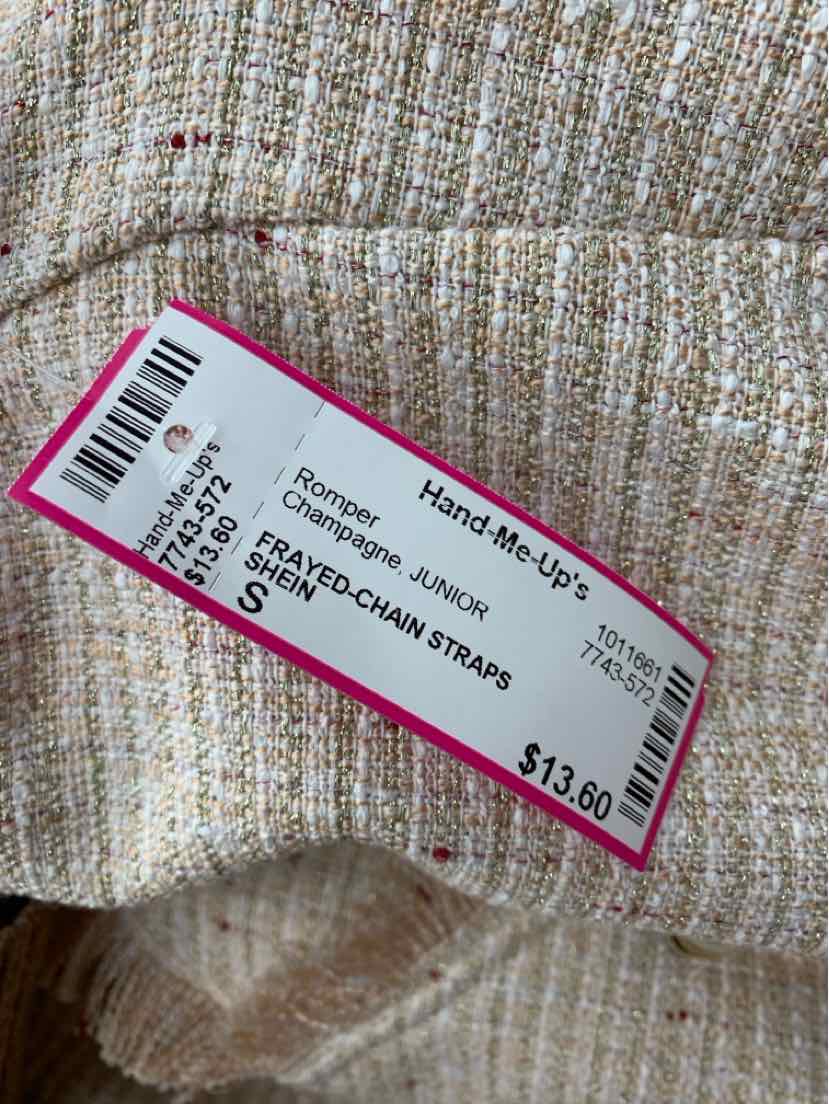 Hand-Me-Up's
7743-572
$13.60
Hand-Me-Up's
Romper
Champagne, JUNIOR
1011661
7743-572
FRAYED-CHAIN STRAPS
SHEIN
S
$13.60